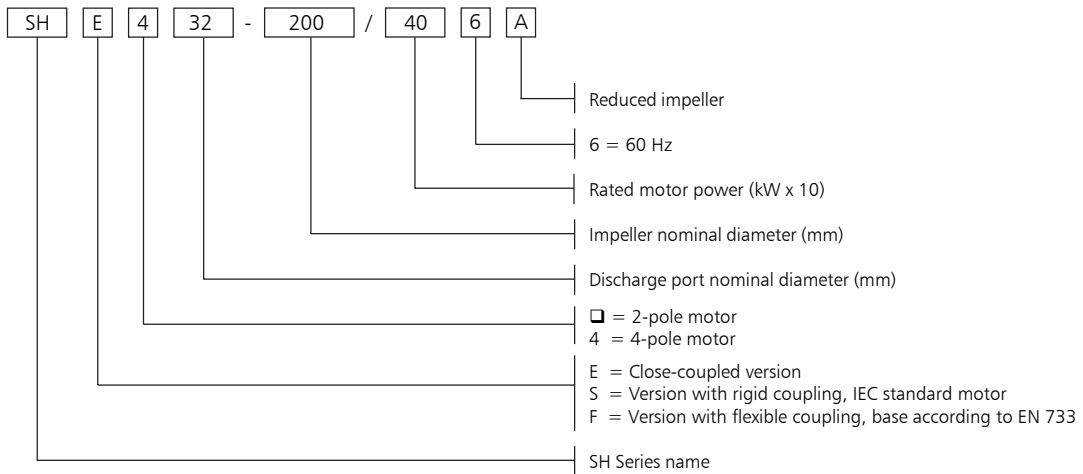 SH E 4 32 - 200 / 40 6 A
Reduced impeller
6 = 60 Hz
Rated motor power (kW x 10)
Impeller nominal diameter (mm)
Discharge port nominal diameter (mm)
❑ = 2-pole motor
4 = 4-pole motor
E = Close-coupled version
S = Version with rigid coupling, IEC standard motor
F = Version with flexible coupling, base according to EN 733
SH Series name